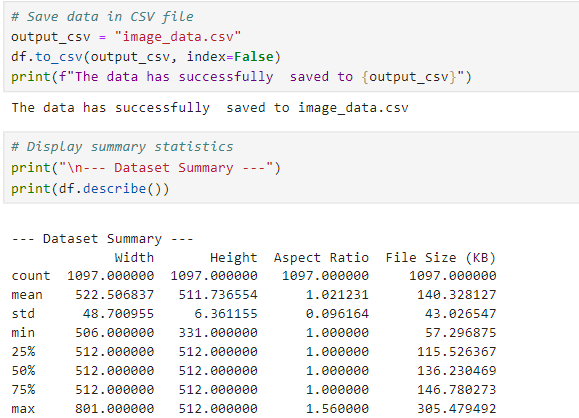 # Save data in CSV file
output_csv = "image_data.csv"
df.to_csv(output_csv, index=False)
print(f"The data has successfully  saved to {output_csv}")
The data has successfully  saved to image_data.csv
# Display summary statistics
print("\n--- Dataset Summary ---")
print(df.describe())
--- Dataset Summary ---
             Width       Height  Aspect Ratio  File Size (KB)
count  1097.000000  1097.000000   1097.000000     1097.000000
mean    522.506837   511.736554      1.021231      140.328127
std      48.700955     6.361155      0.096164       43.026547
min     506.000000   331.000000      1.000000       57.296875
25%     512.000000   512.000000      1.000000      115.526367
50%     512.000000   512.000000      1.000000      136.230469
75%     512.000000   512.000000      1.000000      146.780273
max     801.000000   512.000000      1.560000      305.479492